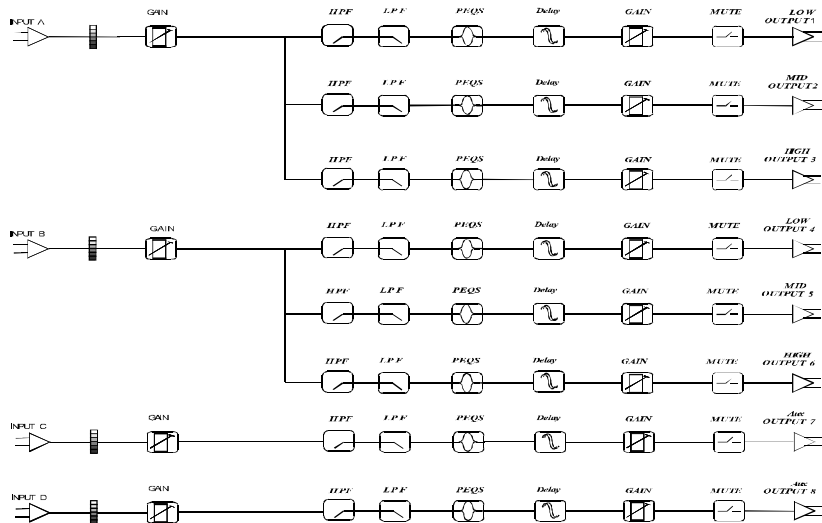 LOW
INPUT A GAIN HPF LPF PEQS Delay GAIN MUTE OUTPUT 1
MID
HPF LPF PEQS Delay GAIN MUTE OUTPUT 2
HIGH
HPF LPF PEQS Delay GAIN MUTE OUTPUT 3
LOW
INPUT B GAIN HPF LPF PEQS Delay GAIN MUTE OUTPUT 4
MID
HPF LPF PEQS Delay GAIN MUTE OUTPUT 5
HIGH
HPF LPF PEQS Delay GAIN MUTE OUTPUT 6
Aux
INPUT C GAIN HPF LPF PEQS Delay GAIN MUTE OUTPUT 7
Aux
INPUT D GAIN HPF LPF PEQS Delay GAIN MUTE OUTPUT 8